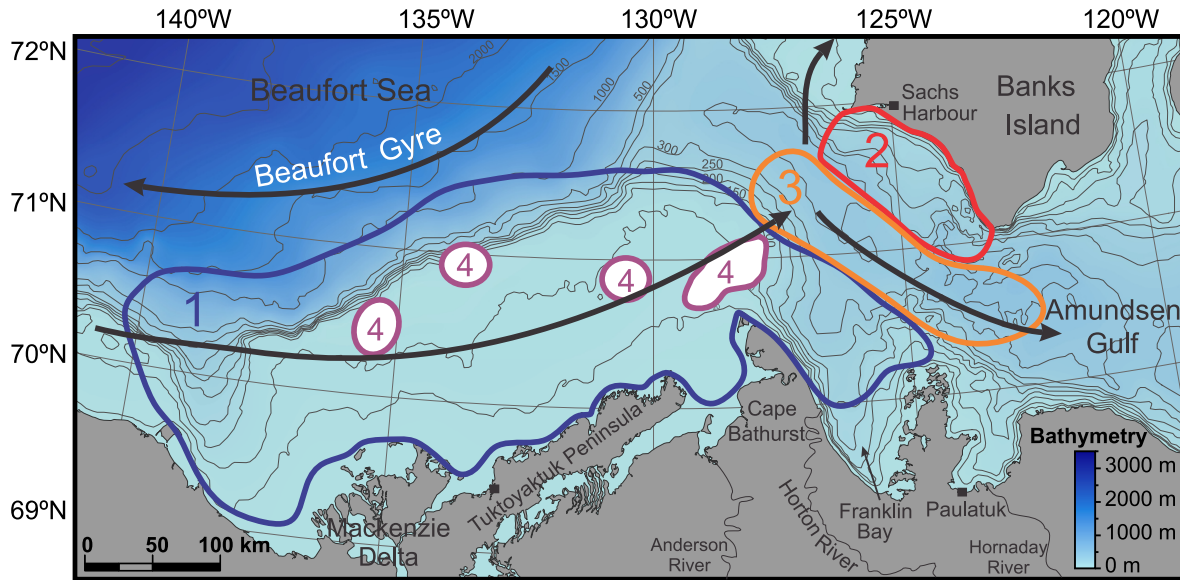 140ºW
135ºW
130ºW
125ºW
120ºW
72ºN
71ºN
70ºN
69ºN
Beaufort Sea
Beaufort Gyre
2000
1500
1000
500
300
250
200
150
Sachs
Harbour
Banks
Island
1
2
3
4
4
4
4
Amundsen
Gulf
Cape
Bathurst
Tuktoyaktuk Peninsula
Mackenzie
Delta
Franklin
Bay
Paulatuk
Horton River
Anderson
River
Hornaday
River
Bathymetry
3000 m
2000 m
1000 m
0 m
0 50 100 km